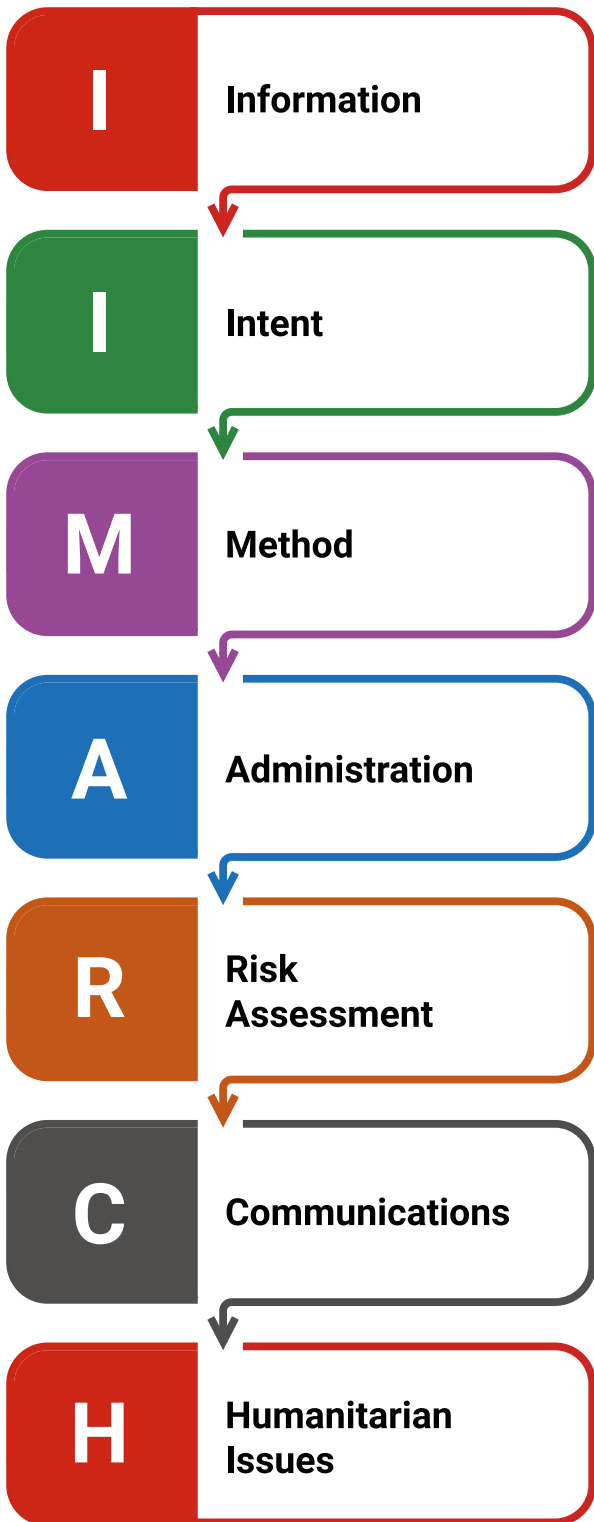 I
Information
I
Intent
M
Method
A
Administration
R
Risk
Assessment
C
Communications
H
Humanitarian
Issues